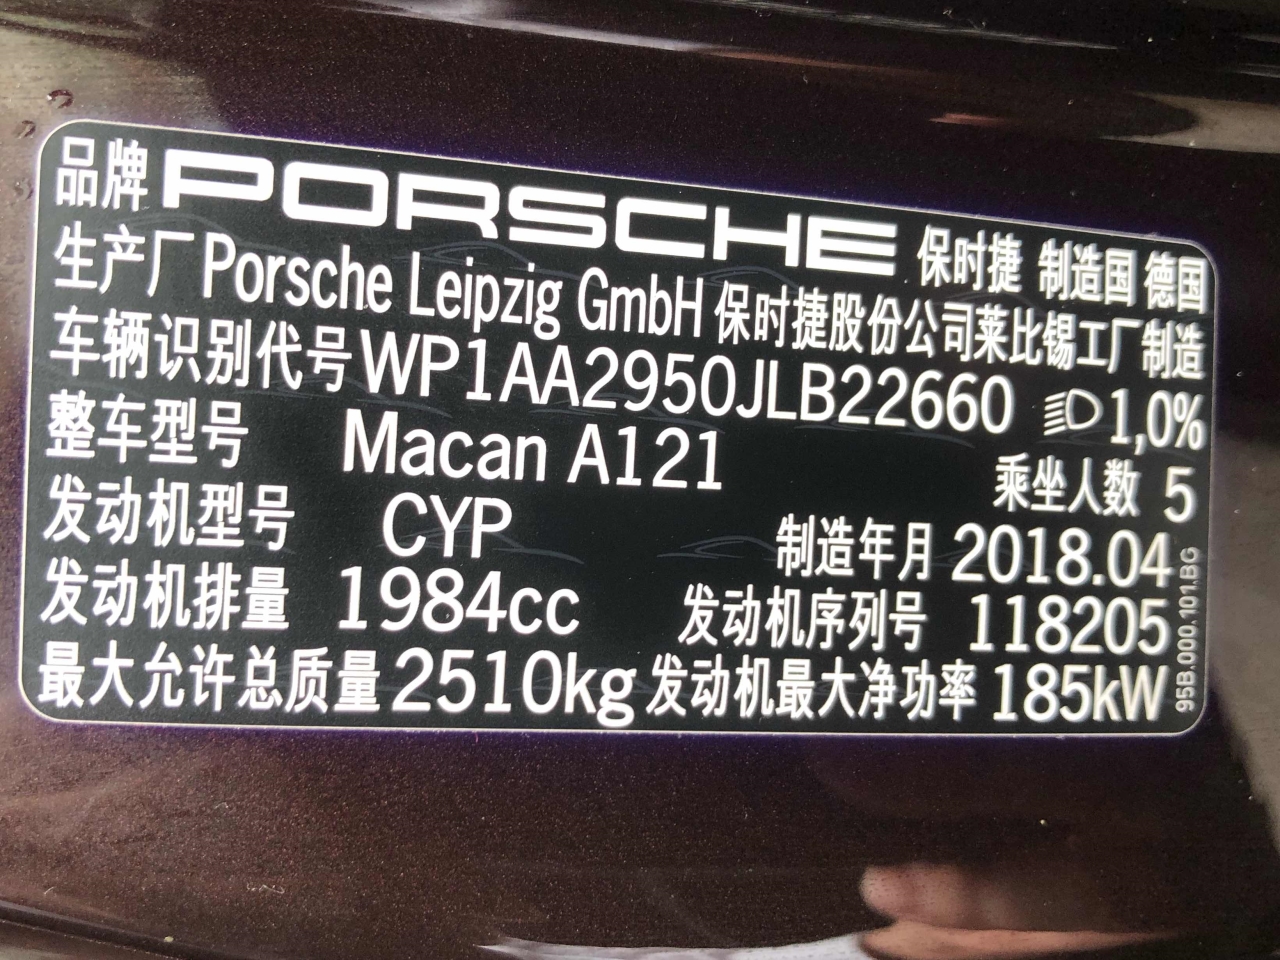 品牌 PORSCHE 保时捷 制造国 德国
生产厂 Porsche Leipzig GmbH 保时捷股份公司莱比锡工厂制造
车辆识别代号 WP1AA2950JLB22660 1,0%
整车型号 Macan A121 乘坐人数 5
发动机型号 CYP 制造年月 2018.04
发动机排量 1984cc 发动机序列号 118205
最大允许总质量 2510kg 发动机最大净功率 185kW
95B.000.101.BG